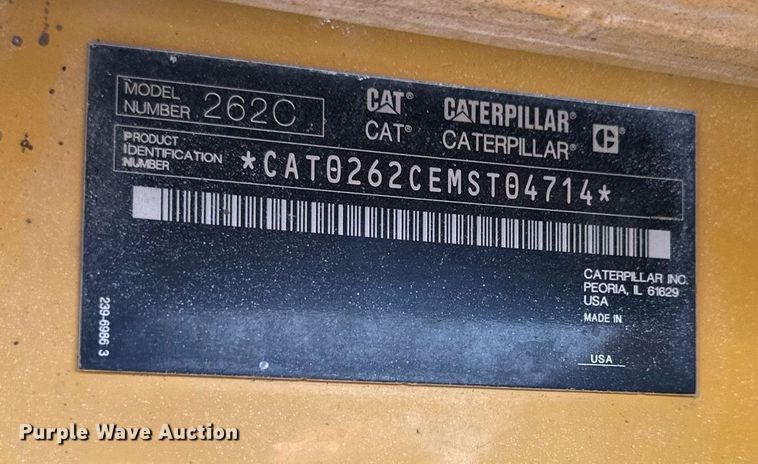 MODEL
NUMBER 262C
CAT® CATERPILLAR®
CAT® CATERPILLAR®
PRODUCT
IDENTIFICATION
NUMBER
*CAT0262CEMST04714*
CATERPILLAR INC.
PEORIA, IL 61629
USA
MADE IN
USA
239-6986 3
Purple Wave Auction